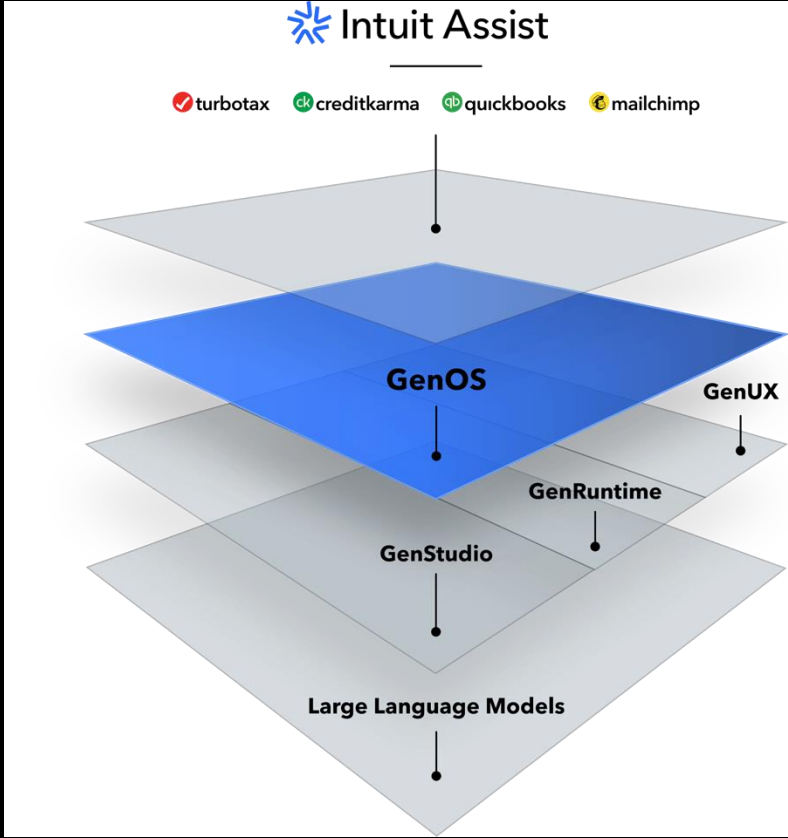 Intuit Assist
turbotax creditkarma quickbooks mailchimp
GenOS
GenUX
GenRuntime
GenStudio
Large Language Models